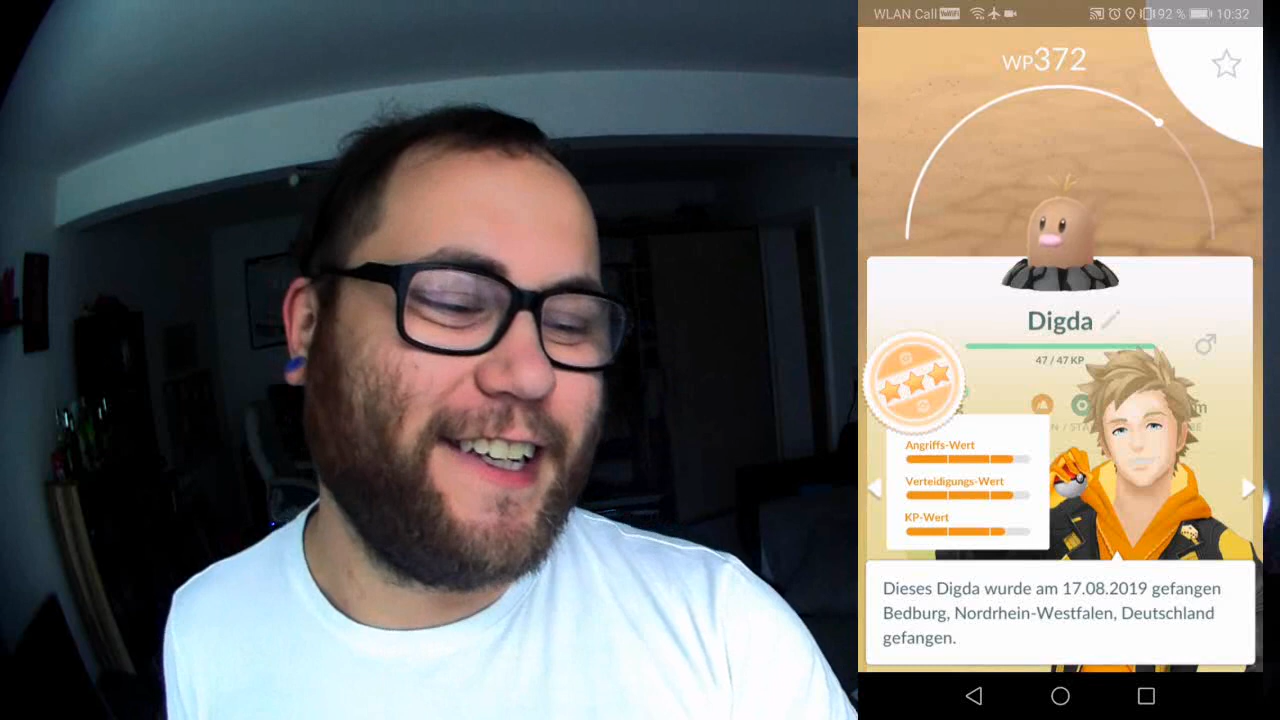 WLAN Call VoWiFi 92 % 10:32
WP372
Digda
47 / 47 KP
Angriffs-Wert
Verteidigungs-Wert
KP-Wert
Dieses Digda wurde am 17.08.2019 gefangen
Bedburg, Nordrhein-Westfalen, Deutschland
gefangen.